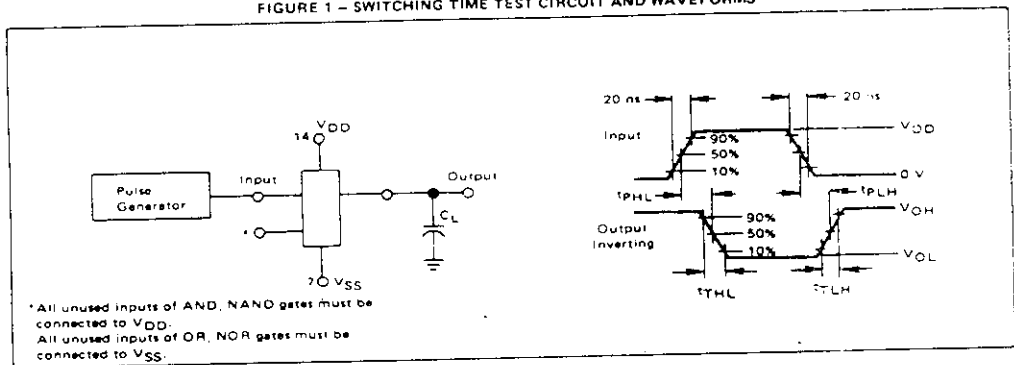 FIGURE 1 – SWITCHING TIME TEST CIRCUIT AND WAVEFORMS
Pulse
Generator
Input
14
VDD
*
7
VSS
Output
CL
*All unused inputs of AND, NAND gates must be
connected to VDD.
All unused inputs of OR, NOR gates must be
connected to VSS.
20 ns
20 ns
Input
90%
50%
10%
VDD
0 V
tPHL
tPLH
Output
Inverting
90%
50%
10%
VOH
VOL
tTHL
tTLH